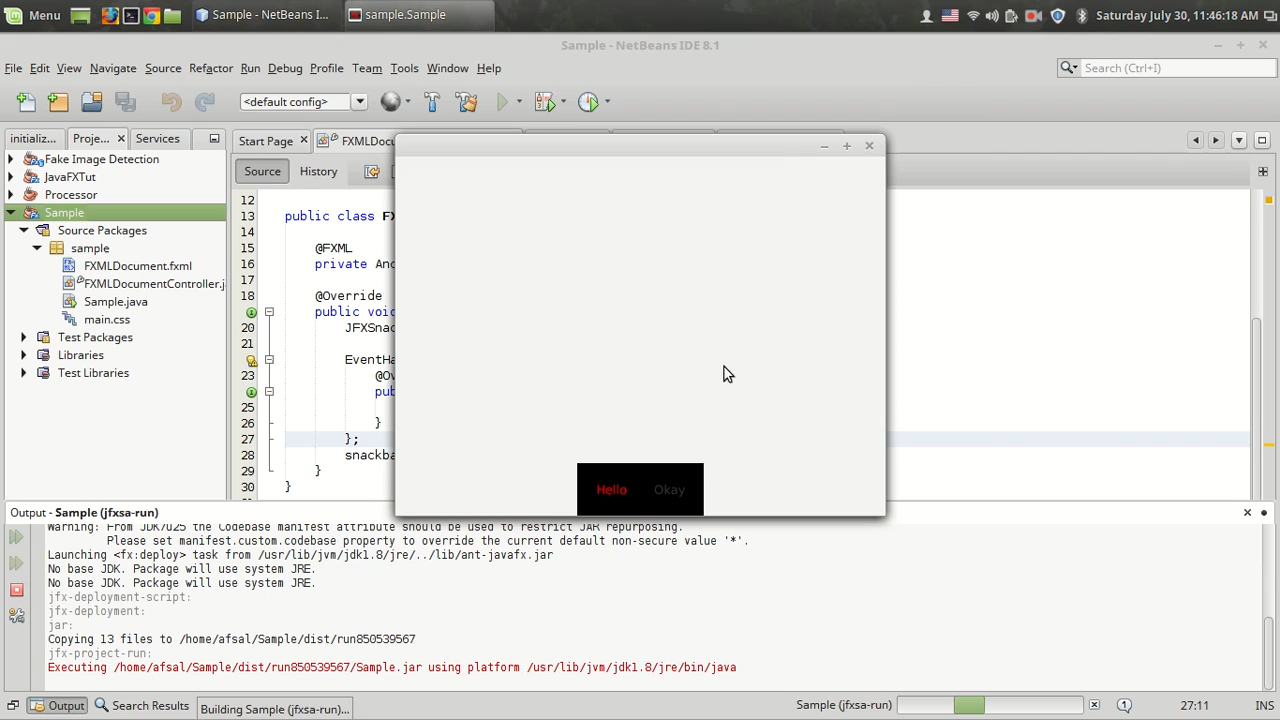 Menu
Sample - NetBeans I...
sample.Sample
Saturday July 30, 11:46:18 AM
Sample - NetBeans IDE 8.1
File Edit View Navigate Source Refactor Run Debug Profile Team Tools Window Help
Search (Ctrl+I)
<default config>
initializ...
Proje...
Services
Start Page
FXMLDocu
Source
History
Fake Image Detection
JavaFXTut
Processor
Sample
Source Packages
sample
FXMLDocument.fxml
FXMLDocumentController.j
Sample.java
main.css
Test Packages
Libraries
Test Libraries
12
13 public class FX
14
15 @FXML
16 private Anc
17
18 @Override
public void
20 JFXSnac
21
EventHa
23 @Ov
pub
25
26 }
27 };
28 snackba
29 }
30 }
Hello
Okay
Output - Sample (jfxsa-run)
Warning: From JDK7u25 the Codebase manifest attribute should be used to restrict JAR repurposing.
Please set manifest.custom.codebase property to override the current default non-secure value '*'.
Launching <fx:deploy> task from /usr/lib/jvm/jdk1.8/jre/../lib/ant-javafx.jar
No base JDK. Package will use system JRE.
No base JDK. Package will use system JRE.
jfx-deployment-script:
jfx-deployment:
jar:
Copying 13 files to /home/afsal/Sample/dist/run850539567
jfx-project-run:
Executing /home/afsal/Sample/dist/run850539567/Sample.jar using platform /usr/lib/jvm/jdk1.8/jre/bin/java
Output
Search Results
Building Sample (jfxsa-run)...
Sample (jfxsa-run)
1
27:11
INS